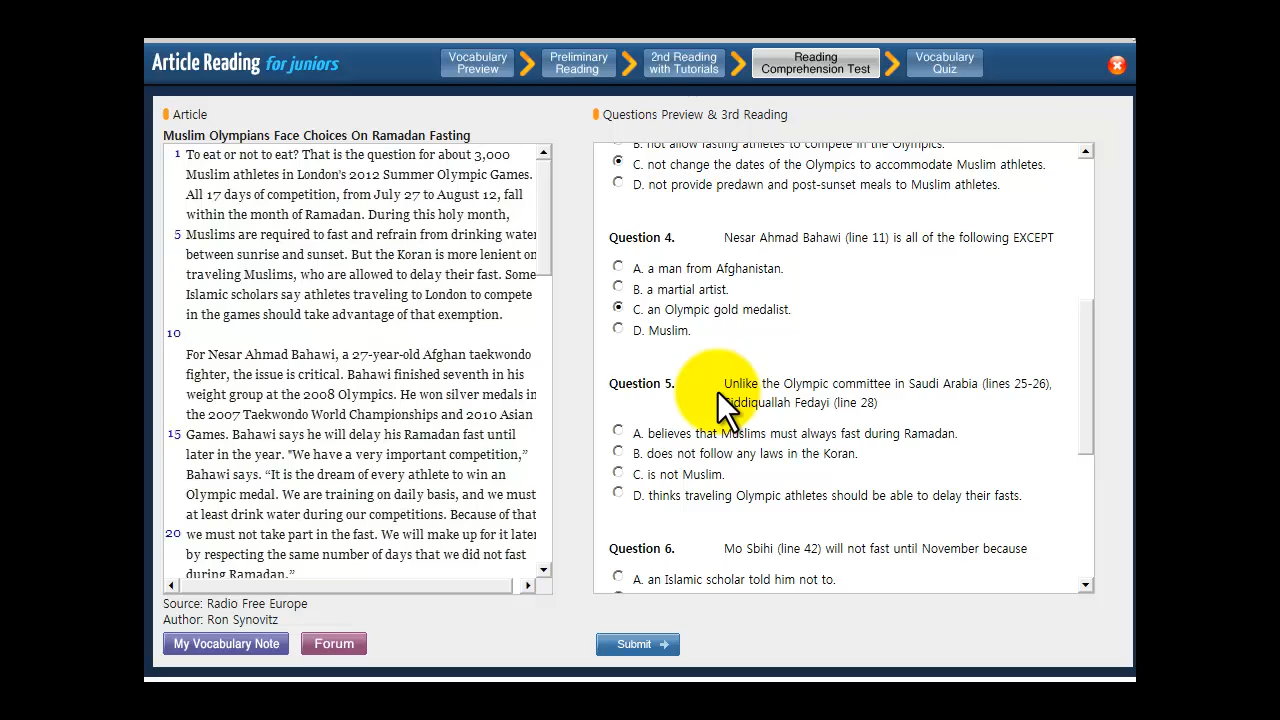 Article Reading for juniors
Vocabulary Preview
Preliminary Reading
2nd Reading with Tutorials
Reading Comprehension Test
Vocabulary Quiz
Article
Muslim Olympians Face Choices On Ramadan Fasting
1 To eat or not to eat? That is the question for about 3,000
Muslim athletes in London's 2012 Summer Olympic Games.
All 17 days of competition, from July 27 to August 12, fall
within the month of Ramadan. During this holy month,
5 Muslims are required to fast and refrain from drinking water
between sunrise and sunset. But the Koran is more lenient on
traveling Muslims, who are allowed to delay their fast. Some
Islamic scholars say athletes traveling to London to compete
in the games should take advantage of that exemption.
10
For Nesar Ahmad Bahawi, a 27-year-old Afghan taekwondo
fighter, the issue is critical. Bahawi finished seventh in his
weight group at the 2008 Olympics. He won silver medals in
the 2007 Taekwondo World Championships and 2010 Asian
15 Games. Bahawi says he will delay his Ramadan fast until
later in the year. "We have a very important competition,"
Bahawi says. "It is the dream of every athlete to win an
Olympic medal. We are training on daily basis, and we must
at least drink water during our competitions. Because of that
20 we must not take part in the fast. We will make up for it later
by respecting the same number of days that we did not fast
during Ramadan."
Source: Radio Free Europe
Author: Ron Synovitz
My Vocabulary Note
Forum
Questions Preview & 3rd Reading
B. not allow fasting athletes to compete in the Olympics.
C. not change the dates of the Olympics to accommodate Muslim athletes.
D. not provide predawn and post-sunset meals to Muslim athletes.
Question 4. Nesar Ahmad Bahawi (line 11) is all of the following EXCEPT
A. a man from Afghanistan.
B. a martial artist.
C. an Olympic gold medalist.
D. Muslim.
Question 5. Unlike the Olympic committee in Saudi Arabia (lines 25-26),
Siddiquallah Fedayi (line 28)
A. believes that Muslims must always fast during Ramadan.
B. does not follow any laws in the Koran.
C. is not Muslim.
D. thinks traveling Olympic athletes should be able to delay their fasts.
Question 6. Mo Sbihi (line 42) will not fast until November because
A. an Islamic scholar told him not to.
Submit